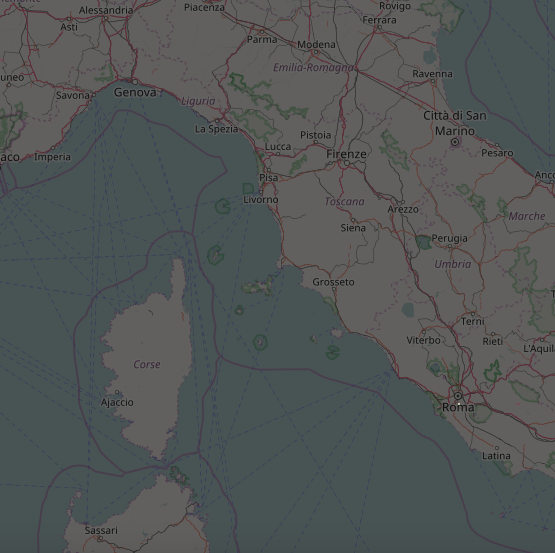 Alessandria
Piacenza
Rovigo
Asti
Ferrara
Parma
Modena
Emilia-Romagna
Ravenna
uneo
Savona
Genova
Liguria
Città di San
Marino
La Spezia
Pistoia
Lucca
Firenze
Pesaro
aco
Imperia
Pisa
Anco
Livorno
Toscana
Arezzo
Marche
Siena
Perugia
Umbria
Grosseto
T
Terni
Viterbo
Rieti
L'Aquil
Corse
Ajaccio
Roma
Latina
Sassari